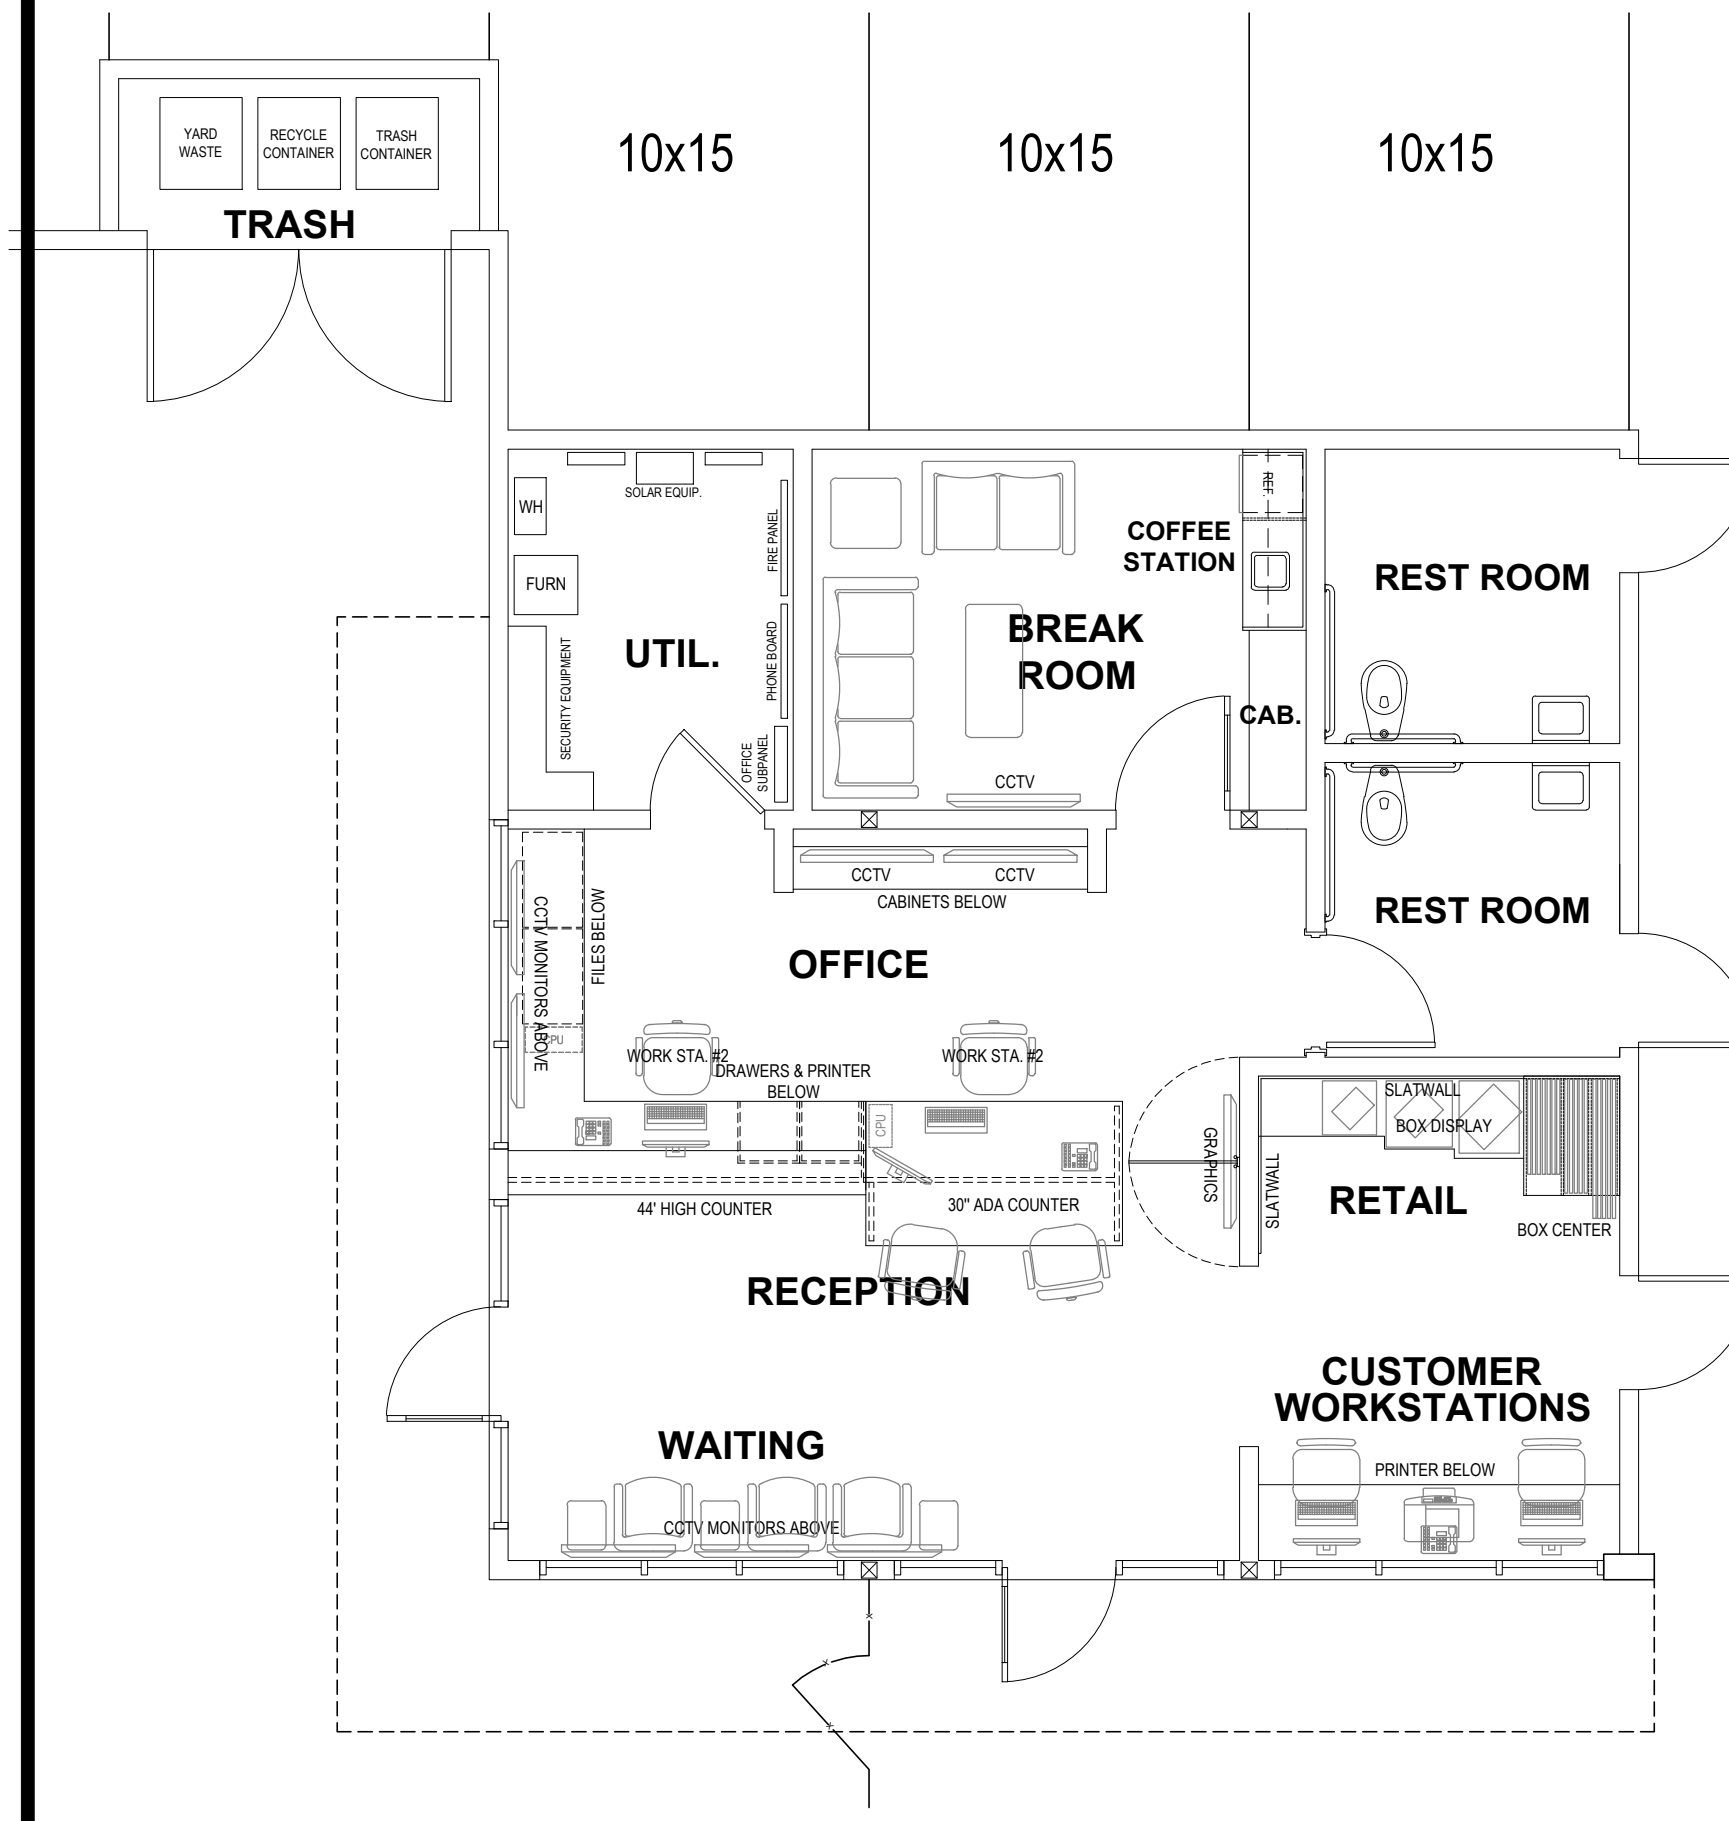 YARD
WASTE
RECYCLE
CONTAINER
TRASH
CONTAINER
TRASH
10x15
10x15
10x15
SOLAR EQUIP.
WH
FURN
FIRE PANEL
PHONE BOARD
OFFICE
SUBPANEL
SECURITY EQUIPMENT
UTIL.
REF.
COFFEE
STATION
BREAK
ROOM
CAB.
CCTV
REST ROOM
REST ROOM
CCTV
CCTV
CABINETS BELOW
CCTV MONITORS ABOVE
FILES BELOW
CPU
OFFICE
WORK STA. #2
WORK STA. #2
DRAWERS & PRINTER
BELOW
CPU
44' HIGH COUNTER
30" ADA COUNTER
GRAPHICS
SLATWALL
SLATWALL
BOX DISPLAY
RETAIL
BOX CENTER
RECEPTION
CUSTOMER
WORKSTATIONS
WAITING
CCTV MONITORS ABOVE
PRINTER BELOW